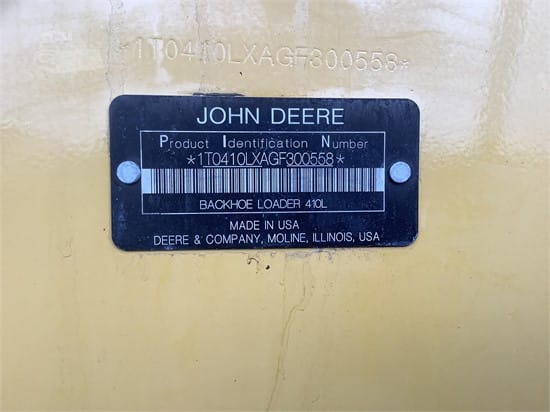 *1T0410LXAGF300558*
JOHN DEERE
Product Identification Number
*1T0410LXAGF300558*
BACKHOE LOADER 410L
MADE IN USA
DEERE & COMPANY, MOLINE, ILLINOIS, USA